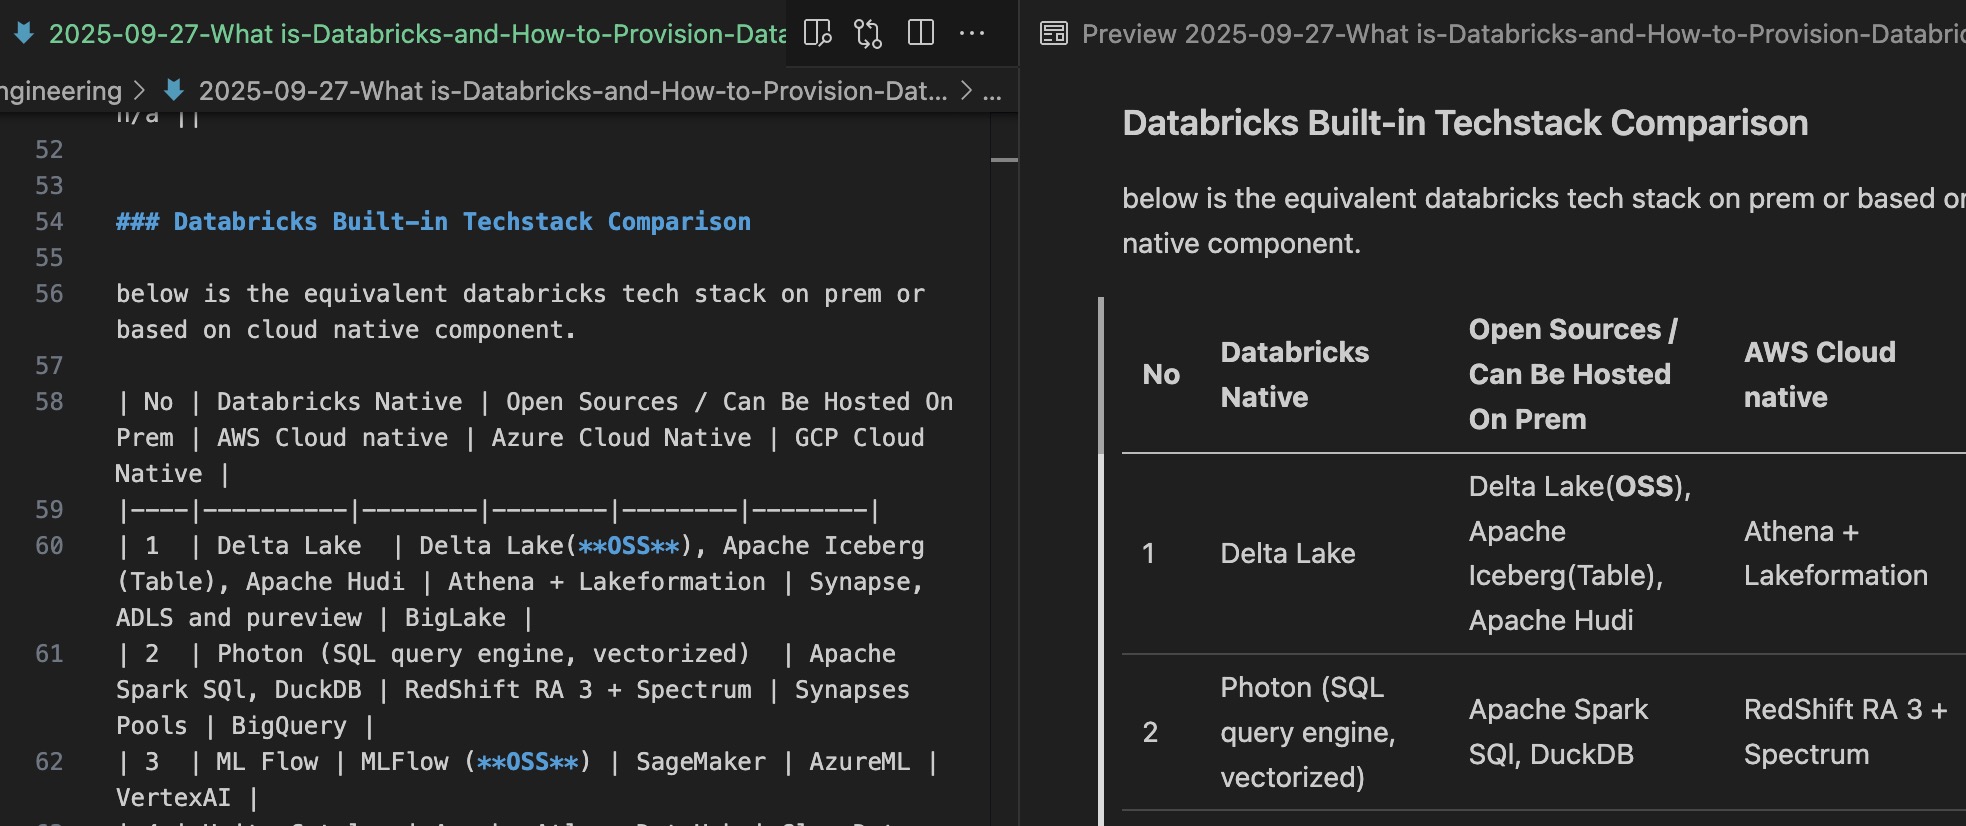 2025-09-27-What is-Databricks-and-How-to-Provision-Data
Preview 2025-09-27-What is-Databricks-and-How-to-Provision-Databric
ngineering > 2025-09-27-What is-Databricks-and-How-to-Provision-Dat... > ...
n/a ||
52
53
54 ### Databricks Built-in Techstack Comparison
55
56 below is the equivalent databricks tech stack on prem or
based on cloud native component.
57
58 | No | Databricks Native | Open Sources / Can Be Hosted On
Prem | AWS Cloud native | Azure Cloud Native | GCP Cloud
Native |
59 |----|----------|--------|--------|--------|--------|
60 | 1  | Delta Lake  | Delta Lake(**OSS**), Apache Iceberg
(Table), Apache Hudi | Athena + Lakeformation | Synapse,
ADLS and pureview | BigLake |
61 | 2  | Photon (SQL query engine, vectorized)  | Apache
Spark SQl, DuckDB | RedShift RA 3 + Spectrum | Synapses
Pools | BigQuery |
62 | 3  | ML Flow | MLFlow (**OSS**) | SageMaker | AzureML |
VertexAI |
Databricks Built-in Techstack Comparison
below is the equivalent databricks tech stack on prem or based on
native component.
No
Databricks
Native
Open Sources /
Can Be Hosted
On Prem
AWS Cloud
native
1
Delta Lake
Delta Lake(OSS),
Apache
Iceberg(Table),
Apache Hudi
Athena +
Lakeformation
2
Photon (SQL
query engine,
vectorized)
Apache Spark
SQl, DuckDB
RedShift RA 3 +
Spectrum